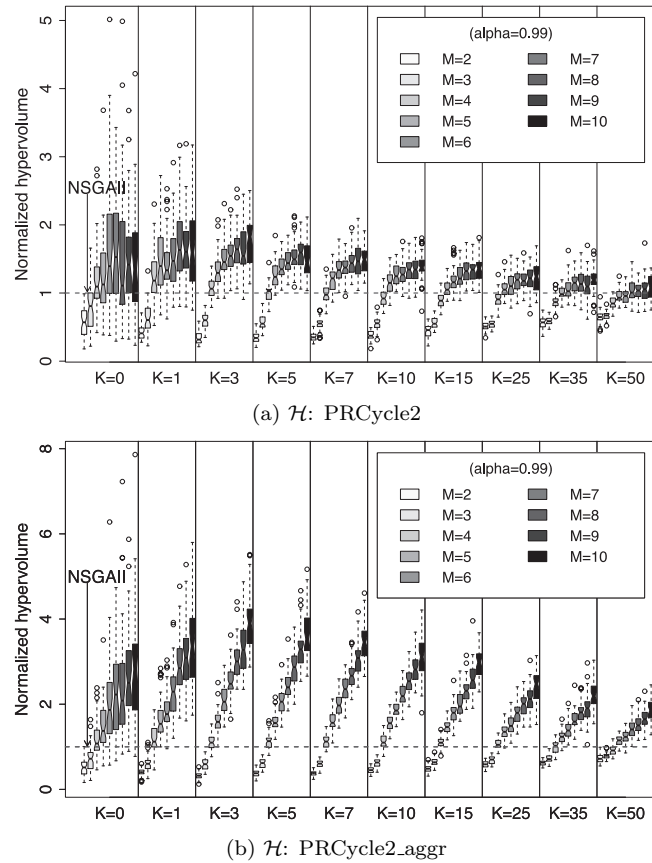 (alpha=0.99)
M=2 M=7
M=3 M=8
M=4 M=9
M=5 M=10
M=6
NSGAII
Normalized hypervolume
5
4
3
2
1
0
K=0 K=1 K=3 K=5 K=7 K=10 K=15 K=25 K=35 K=50
(a) ℋ: PRCycle2
(alpha=0.99)
M=2 M=7
M=3 M=8
M=4 M=9
M=5 M=10
M=6
NSGAII
Normalized hypervolume
8
6
4
2
0
K=0 K=1 K=3 K=5 K=7 K=10 K=15 K=25 K=35 K=50
(b) ℋ: PRCycle2_aggr